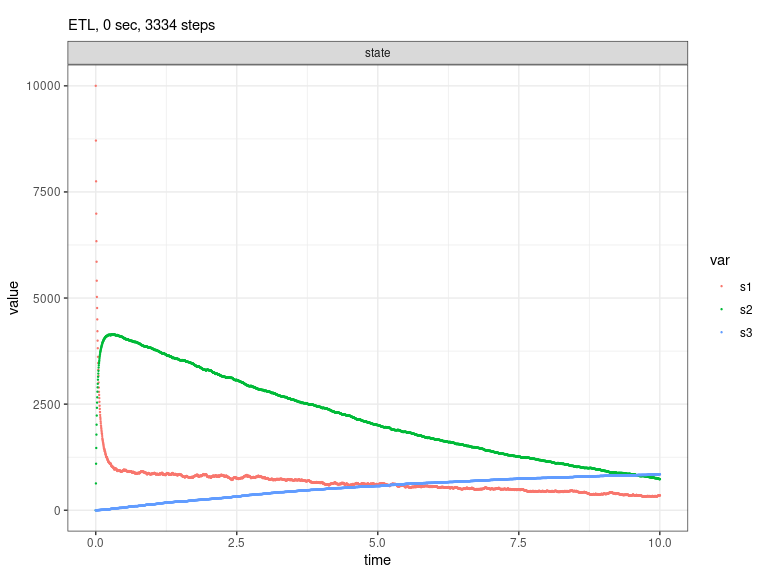 ETL, 0 sec, 3334 steps
state
10000
7500
5000
2500
0
value
0.0 2.5 5.0 7.5 10.0
time
var
s1
s2
s3